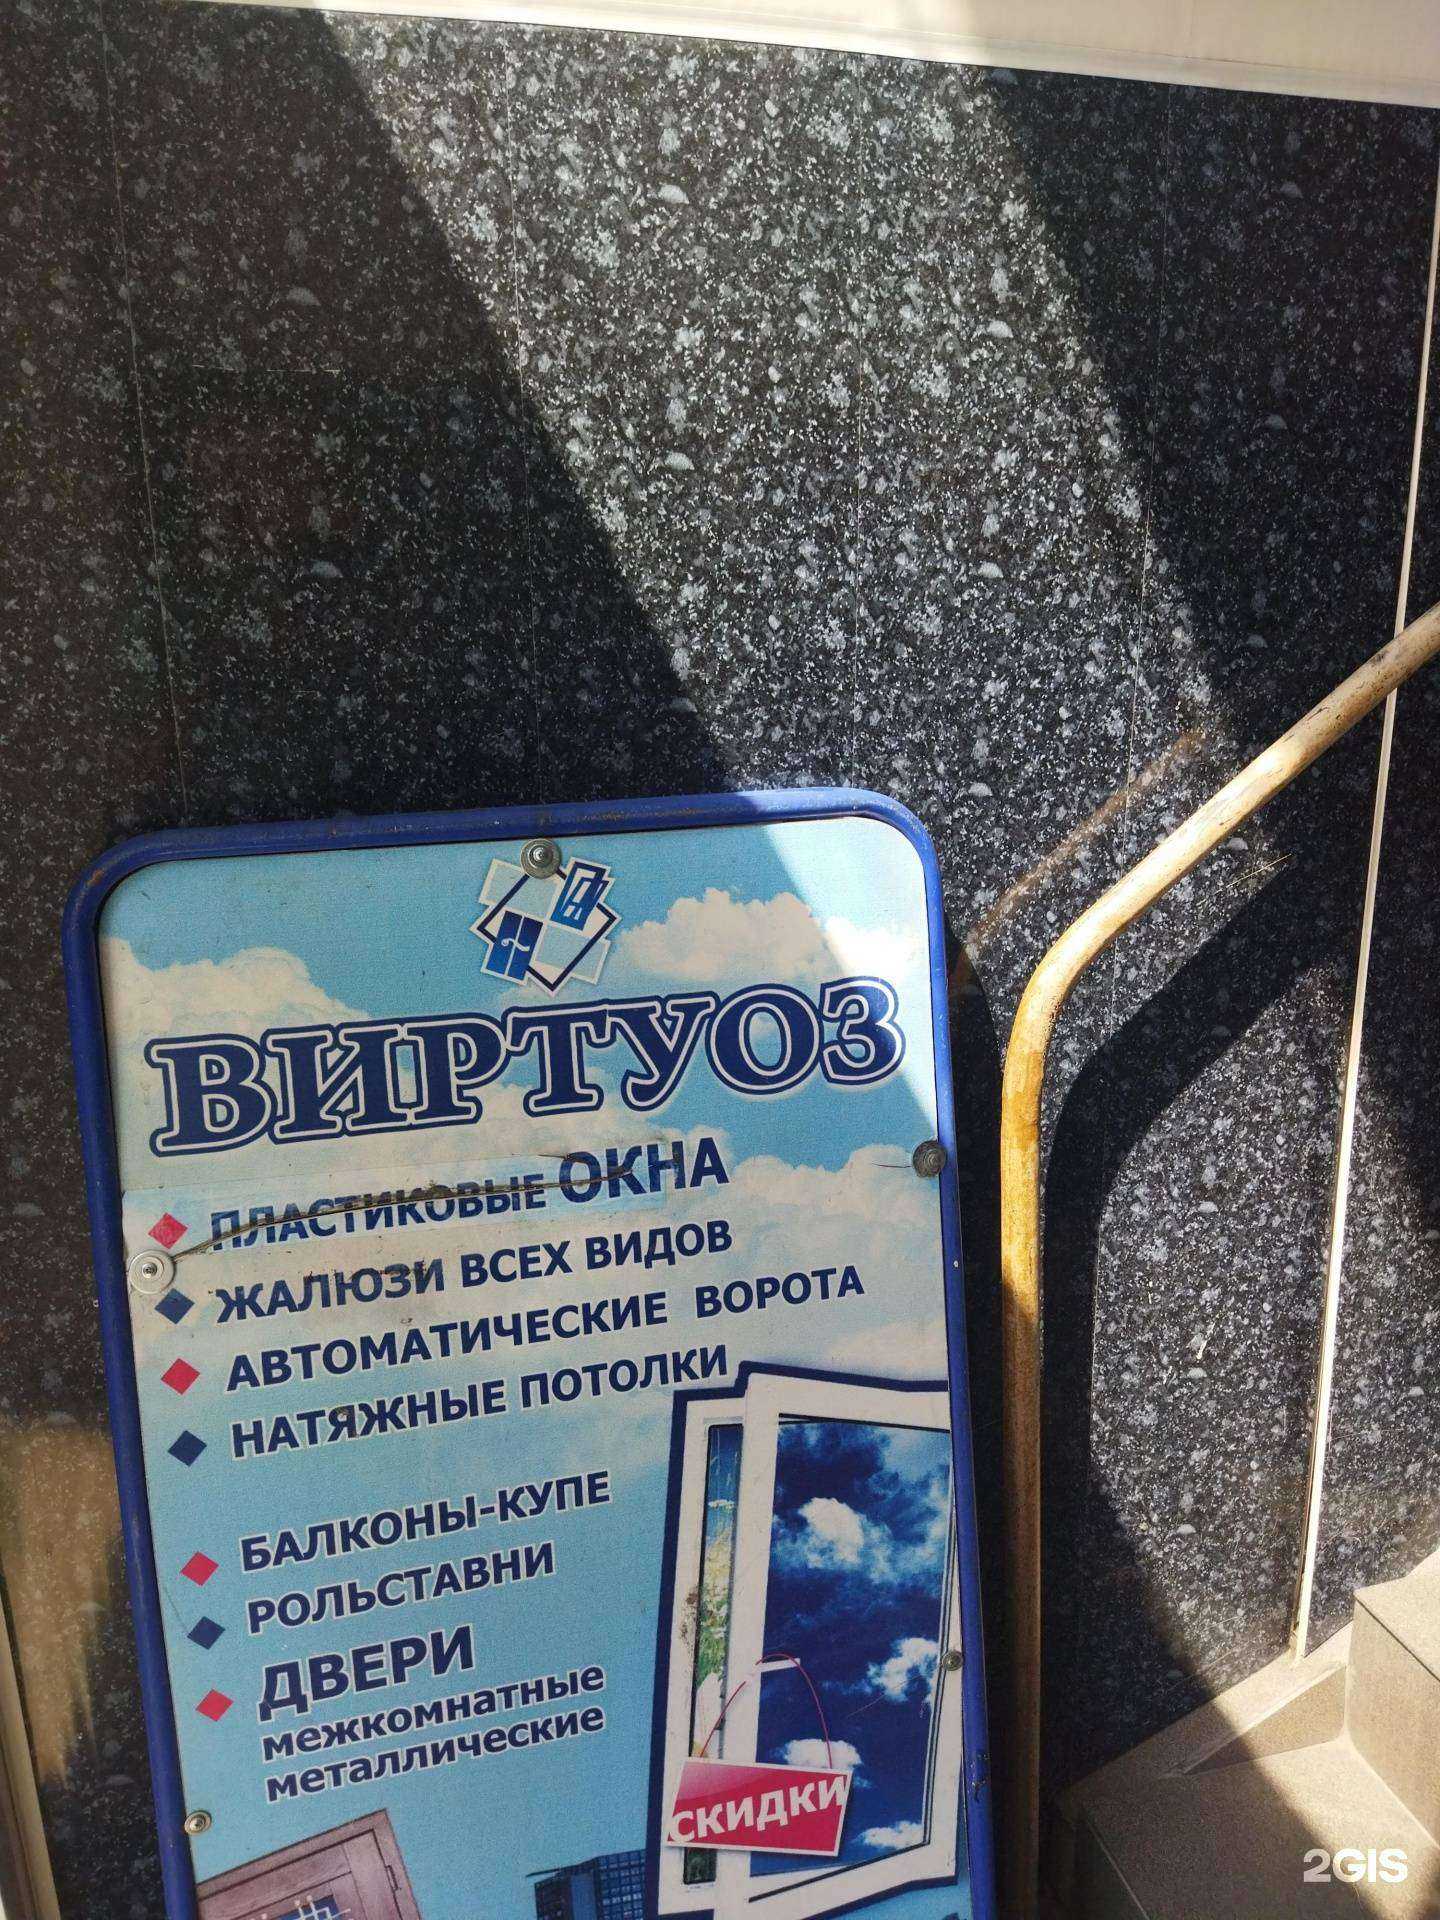 ВИРТУОЗ
ПЛАСТИКОВЫЕ ОКНА
ЖАЛЮЗИ ВСЕХ ВИДОВ
АВТОМАТИЧЕСКИЕ ВОРОТА
НАТЯЖНЫЕ ПОТОЛКИ
БАЛКОНЫ-КУПЕ
РОЛЬСТАВНИ
ДВЕРИ
межкомнатные
металлические
СКИДКИ
2GIS